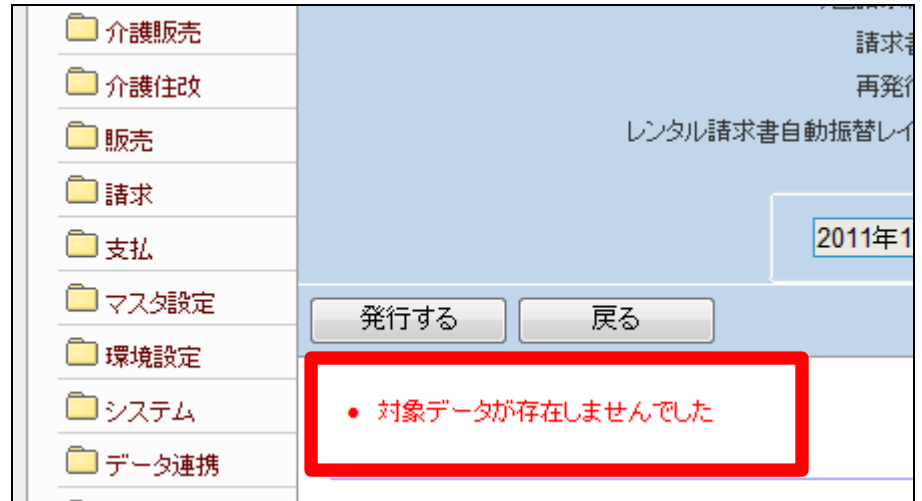 介護販売
介護住改
販売
請求
支払
マスタ設定
環境設定
システム
データ連携
請求
再発
レンタル請求書自動振替レイ
2011年1
発行する
戻る
• 対象データが存在しませんでした